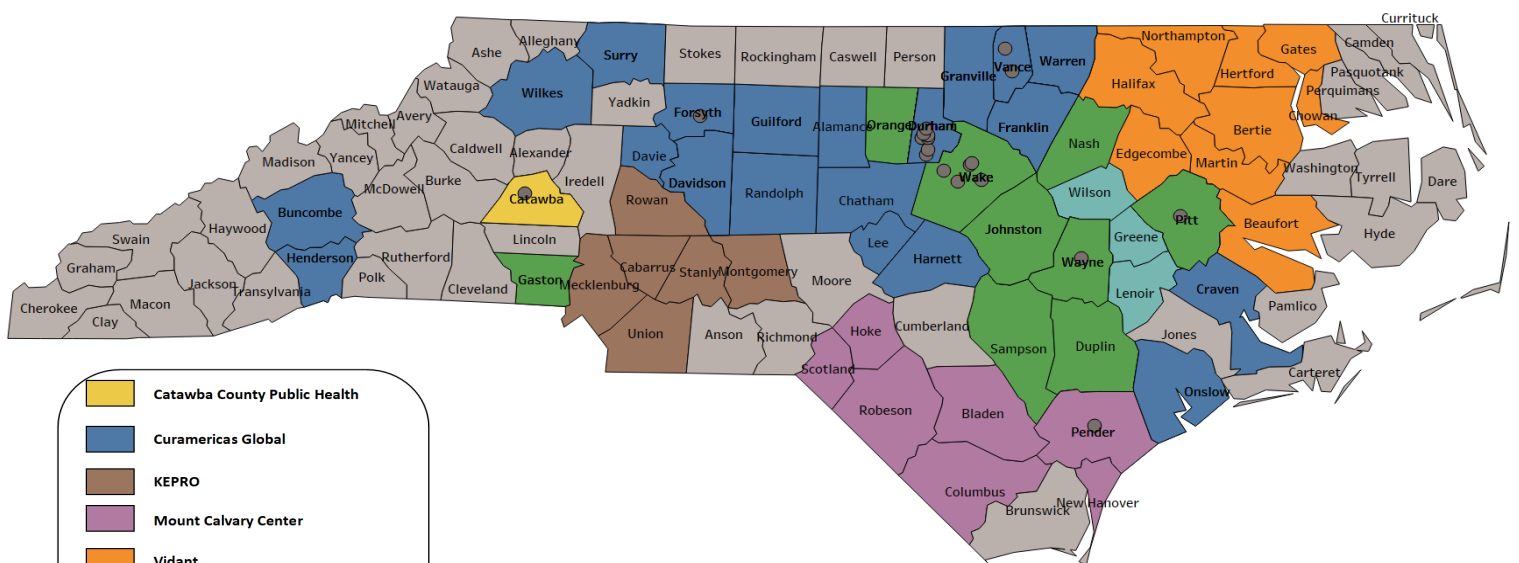 Currituck
Ashe
Alleghany
Surry
Stokes
Rockingham
Caswell
Person
Granville
Vance
Warren
Northampton
Gates
Camden
Halifax
Hertford
Pasquotank
Perquimans
Chowan
Watauga
Wilkes
Yadkin
Forsyth
Guilford
Alamance
Orange
Durham
Franklin
Nash
Edgecombe
Bertie
Martin
Washington
Tyrrell
Dare
Mitchell
Avery
Caldwell
Alexander
Davie
Madison
Yancey
McDowell
Burke
Iredell
Davidson
Randolph
Chatham
Wake
Wilson
Catawba
Rowan
Buncombe
Haywood
Swain
Lincoln
Lee
Johnston
Greene
Pitt
Beaufort
Hyde
Graham
Henderson
Rutherford
Polk
Cleveland
Gaston
Mecklenburg
Cabarrus
Stanly
Montgomery
Moore
Harnett
Wayne
Lenoir
Craven
Pamlico
Cherokee
Clay
Macon
Jackson
Transylvania
Union
Anson
Richmond
Hoke
Cumberland
Sampson
Duplin
Jones
Carteret
Scotland
Robeson
Bladen
Pender
Onslow
Columbus
Brunswick
New Hanover
Catawba County Public Health
Curamericas Global
KEPRO
Mount Calvary Center
Vidant